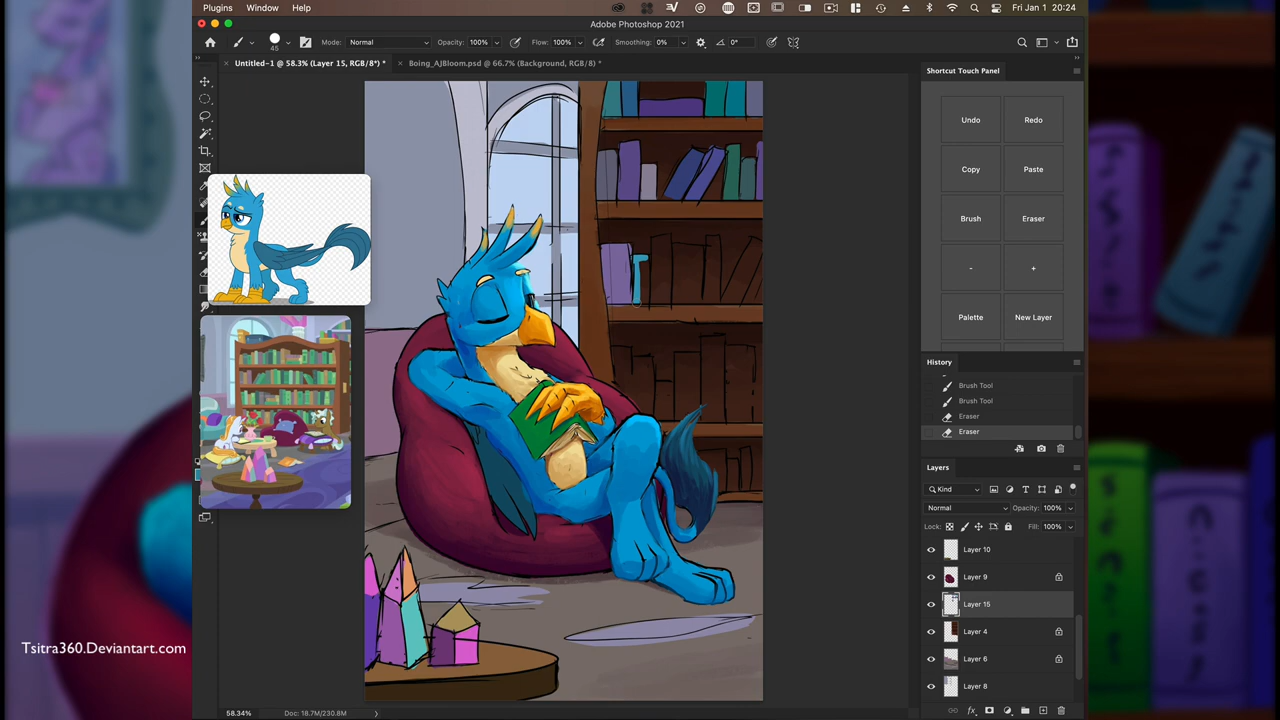 Plugins Window Help Fri Jan 1 20:24
Adobe Photoshop 2021
45 Mode: Normal Opacity: 100% Flow: 100% Smoothing: 0% 0°
Untitled-1 @ 58.3% (Layer 15, RGB/8*) * Boing_AJBloom.psd @ 66.7% (Background, RGB/8) *
Shortcut Touch Panel
Undo Redo
Copy Paste
Brush Eraser
- +
Palette New Layer
History
Brush Tool
Brush Tool
Eraser
Eraser
Layers
Kind
Normal Opacity: 100%
Lock: Fill: 100%
Layer 10
Layer 9
Layer 15
Layer 4
Layer 6
Layer 8
Tsitra360.Deviantart.com
58.34% Doc: 18.7M/230.8M
fx